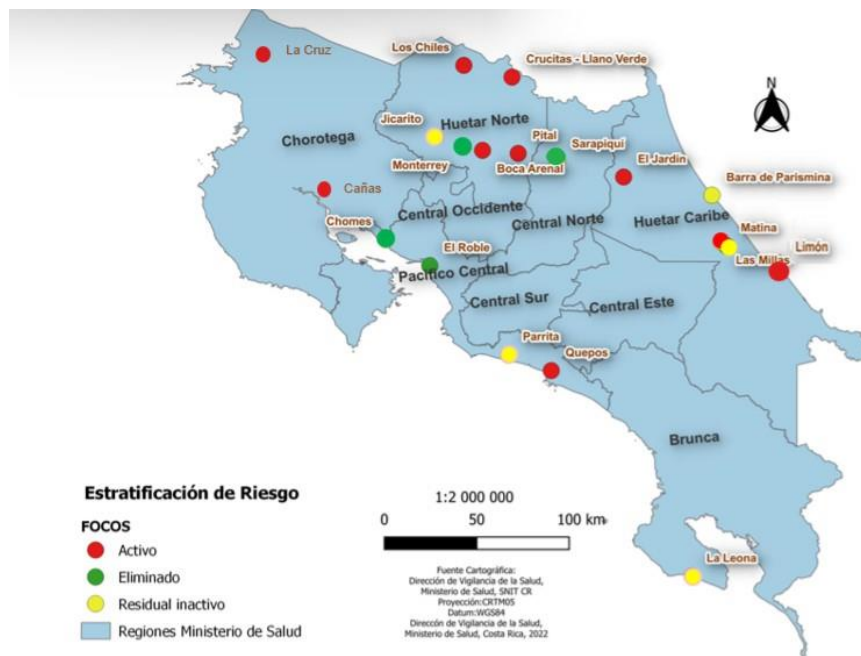 La Cruz
Los Chiles
Crucitas - Llano Verde
N
Jicarito
Huetar Norte
Chorotega
Pital
Sarapiquí
Monterrey
Boca Arenal
El Jardin
Barra de Parismina
Cañas
Central Occidente
Chomes
Central Norte
Huetar Caribe
Matina
El Roble
Las Millas
Limón
Pacifico Central
Central Sur
Central Este
Parrita
Quepos
Brunca
La Leona
Estratificación de Riesgo
FOCOS
Activo
Eliminado
Residual inactivo
Regiones Ministerio de Salud
1:2 000 000
0 50 100 km
Fuente Cartográfica:
Dirección de Vigilancia de la Salud,
Ministerio de Salud, SNIT CR
Proyección:CRTM05
Datum:WGS84
Direccón de Vigilancia de la Salud,
Ministerio de Salud, Costa Rica, 2022